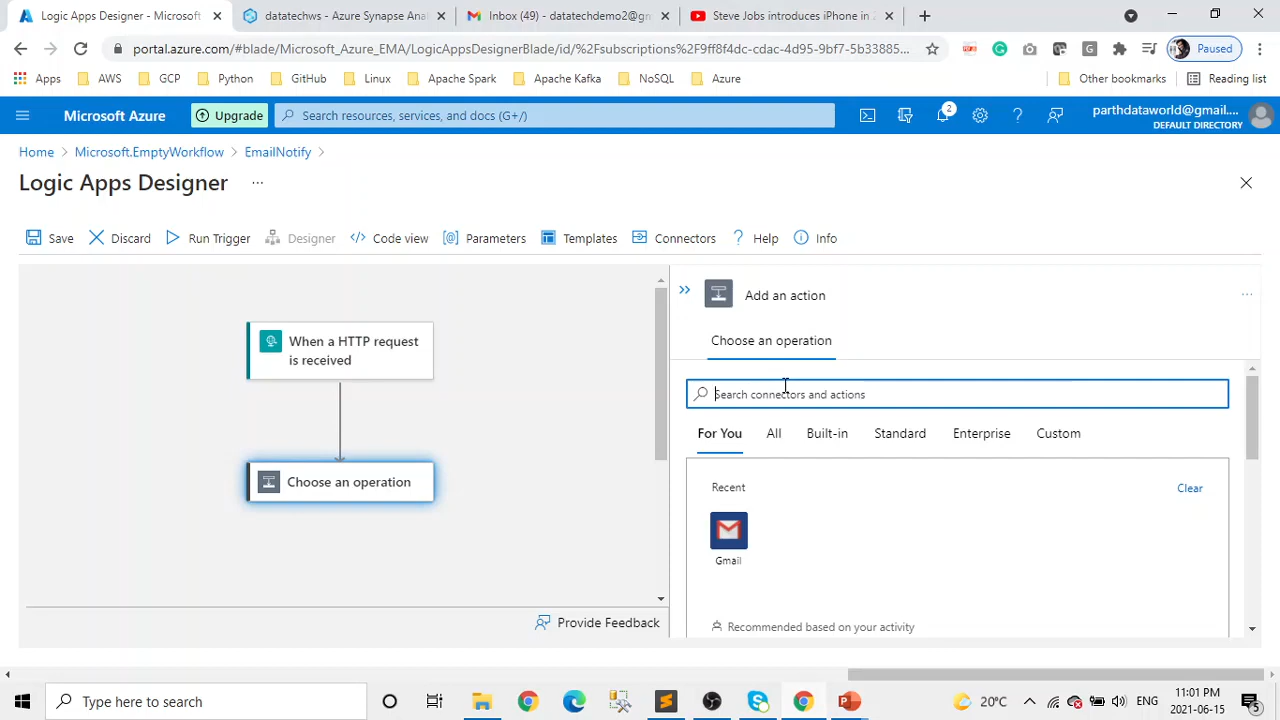 Logic Apps Designer - Microsoft
datatechws - Azure Synapse Anal
Inbox (49) - datatechdemo2@gm
Steve Jobs introduces iPhone in 2
portal.azure.com/#blade/Microsoft_Azure_EMA/LogicAppsDesignerBlade/id/%2Fsubscriptions%2F9ff8f4dc-cdac-4d95-9bf7-5b33885...
Paused
Apps
AWS
GCP
Python
GitHub
Linux
Apache Spark
Apache Kafka
NoSQL
Azure
Other bookmarks
Reading list
Microsoft Azure
Upgrade
Search resources, services, and docs (G+/)
2
parthdataworld@gmail....
DEFAULT DIRECTORY
Home > Microsoft.EmptyWorkflow > EmailNotify >
Logic Apps Designer ...
Save
Discard
Run Trigger
Designer
Code view
Parameters
Templates
Connectors
Help
Info
When a HTTP request
is received
Choose an operation
Provide Feedback
Add an action
Choose an operation
Search connectors and actions
For You
All
Built-in
Standard
Enterprise
Custom
Recent
Clear
Gmail
Recommended based on your activity
Type here to search
20°C
ENG
11:01 PM
2021-06-15
5